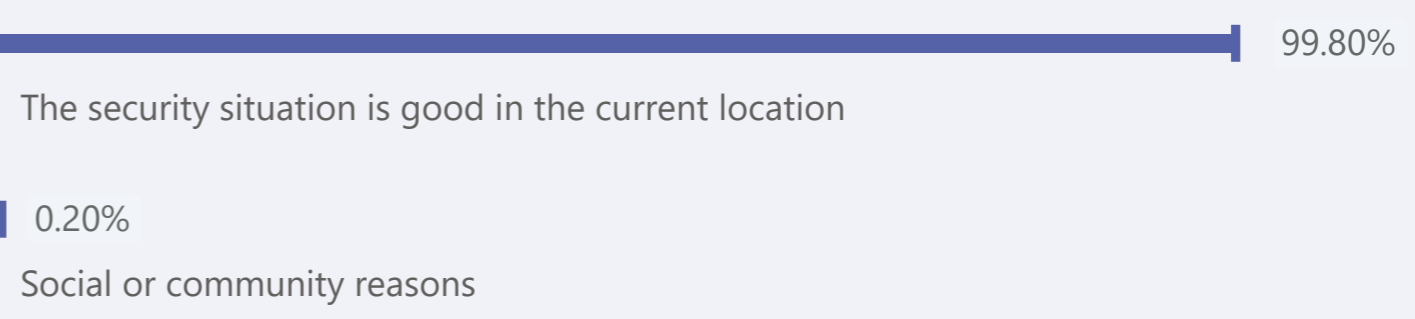 99.80%
The security situation is good in the current location
0.20%
Social or community reasons